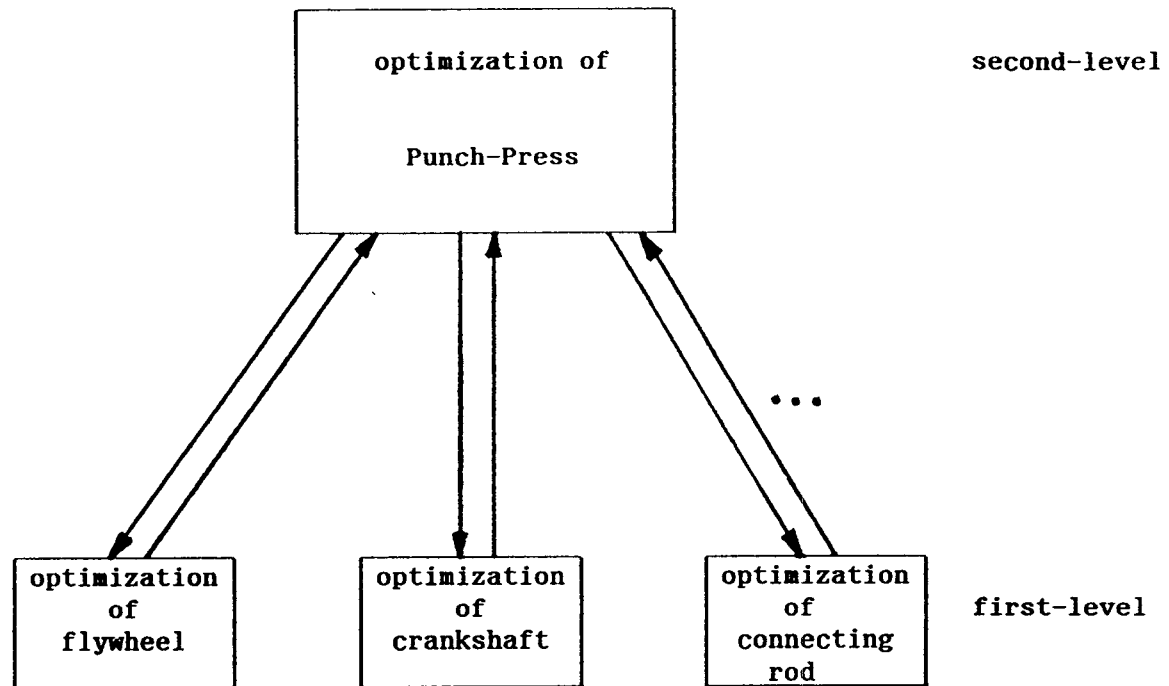 optimization of
Punch-Press
second-level
...
optimization
of
flywheel
optimization
of
crankshaft
optimization
of
connecting
rod
first-level